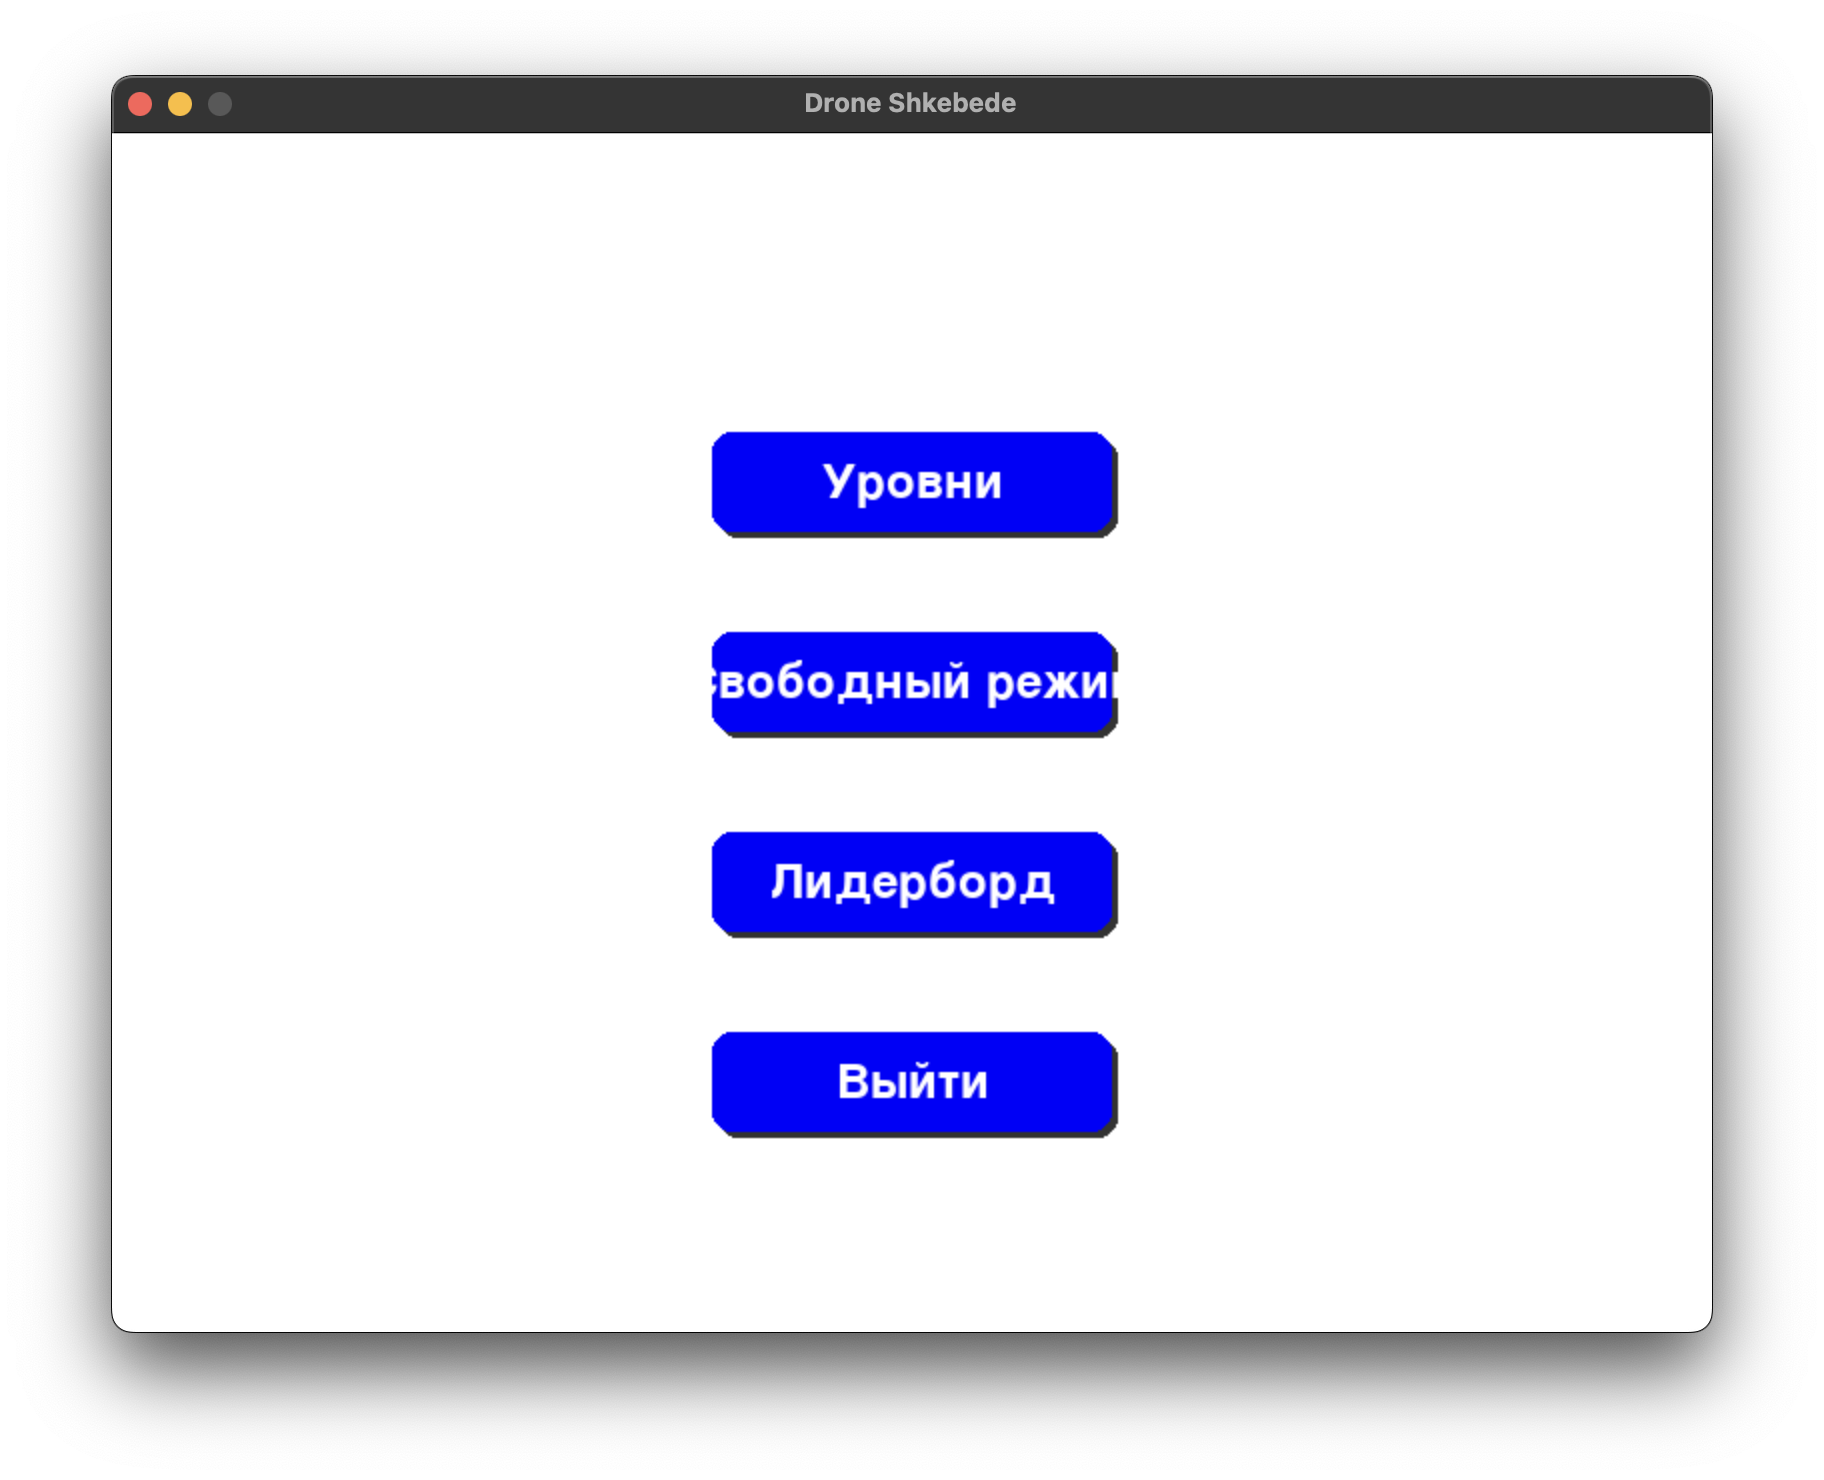 Drone Shkebede
Уровни
вободный режи
Лидерборд
Выйти